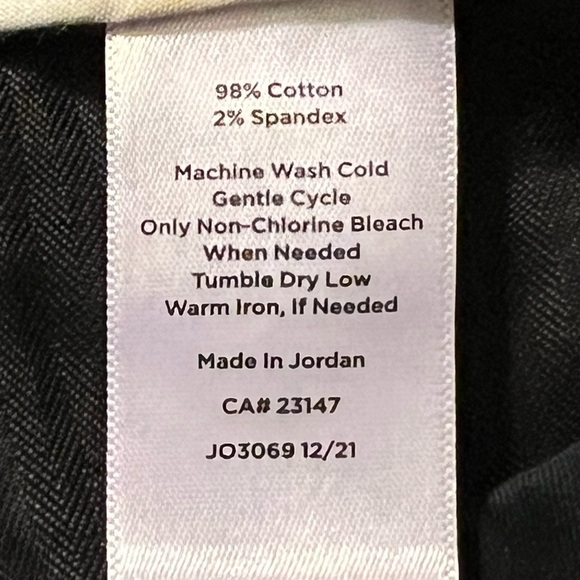 98% Cotton
2% Spandex
Machine Wash Cold
Gentle Cycle
Only Non-Chlorine Bleach
When Needed
Tumble Dry Low
Warm Iron, If Needed
Made In Jordan
CA# 23147
JO3069 12/21